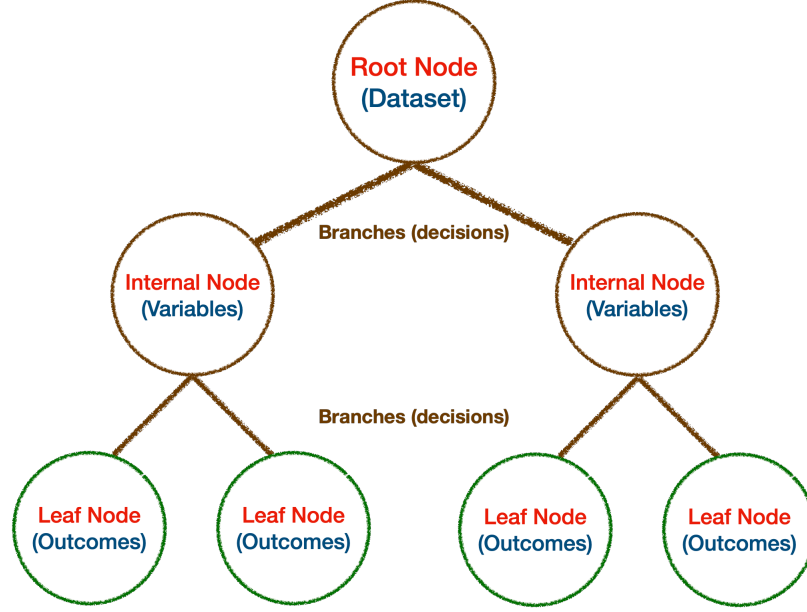 Root Node
(Dataset)
Branches (decisions)
Internal Node
(Variables)
Internal Node
(Variables)
Branches (decisions)
Leaf Node
(Outcomes)
Leaf Node
(Outcomes)
Leaf Node
(Outcomes)
Leaf Node
(Outcomes)